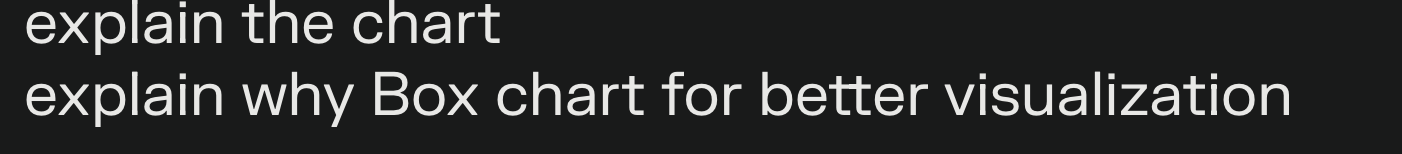 explain the chart
explain why Box chart for better visualization